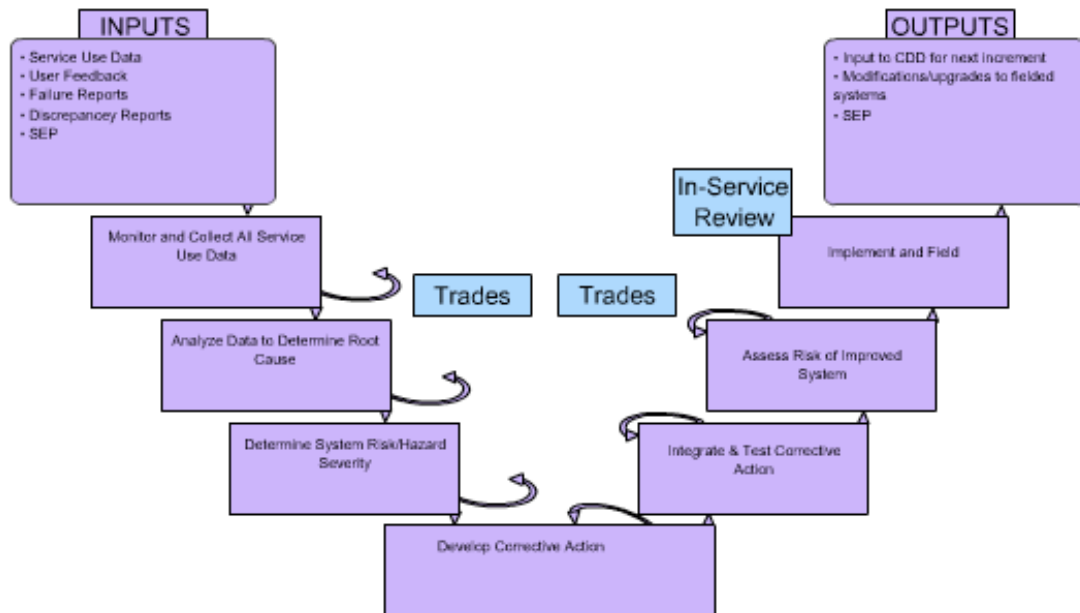 INPUTS
• Service Use Data
• User Feedback
• Failure Reports
• Discrepancey Reports
• SEP
OUTPUTS
• Input to CDD for next increment
• Modifications/upgrades to fielded
systems
• SEP
In-Service
Review
Monitor and Collect All Service
Use Data
Implement and Field
Trades
Trades
Analyze Data to Determine Root
Cause
Assess Risk of Improved
System
Determine System Risk/Hazard
Severity
Integrate & Test Corrective
Action
Develop Corrective Action